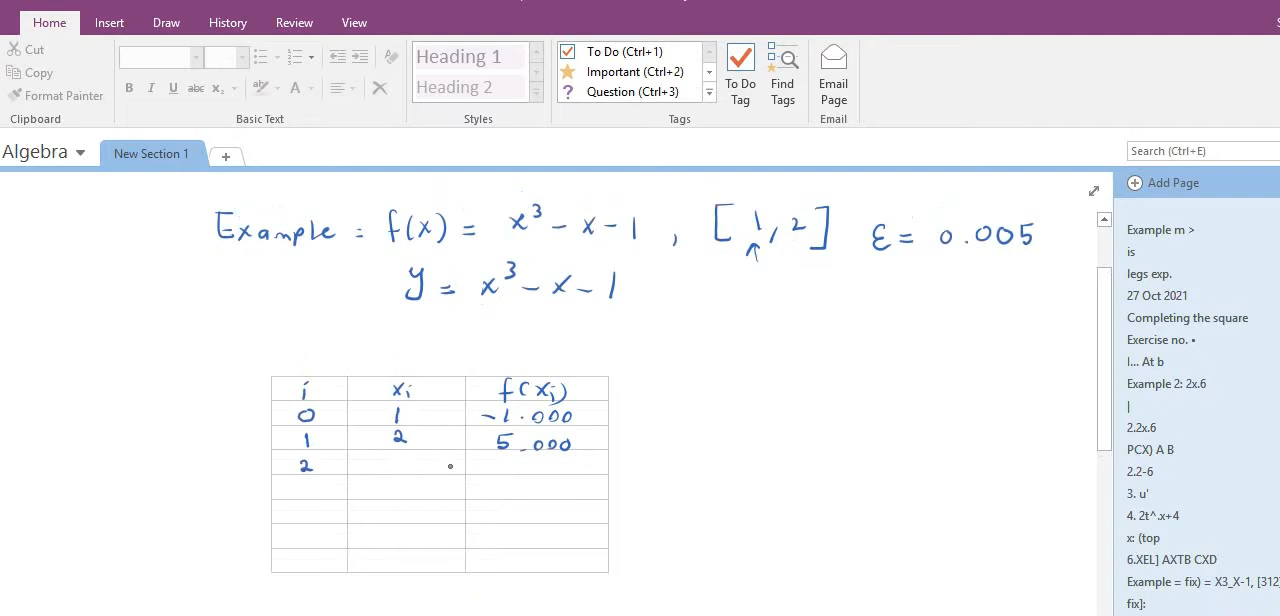 Home Insert Draw History Review View
Cut
Copy
Format Painter
Clipboard
B I U abc x₂ ab A
Basic Text
Heading 1
Heading 2
Styles
To Do (Ctrl+1)
Important (Ctrl+2)
Question (Ctrl+3)
Tags
To Do Tag
Find Tags
Email Page
Email
Algebra
New Section 1
Search (Ctrl+E)
Add Page
Example : f(x) = x³ - x - 1 , [1, 2] ε = 0.005
y = x³ - x - 1
i xᵢ f(xᵢ)
0 1 -1.000
1 2 5.000
2
Example m >
is
legs exp.
27 Oct 2021
Completing the square
Exercise no. •
I... At b
Example 2: 2x.6
|
2.2x.6
PCX) A B
2.2-6
3. u'
4. 2t^.x+4
x: (top
6.XEL] AXTB CXD
Example = fix) = X3_X-1, [312]
fix]: